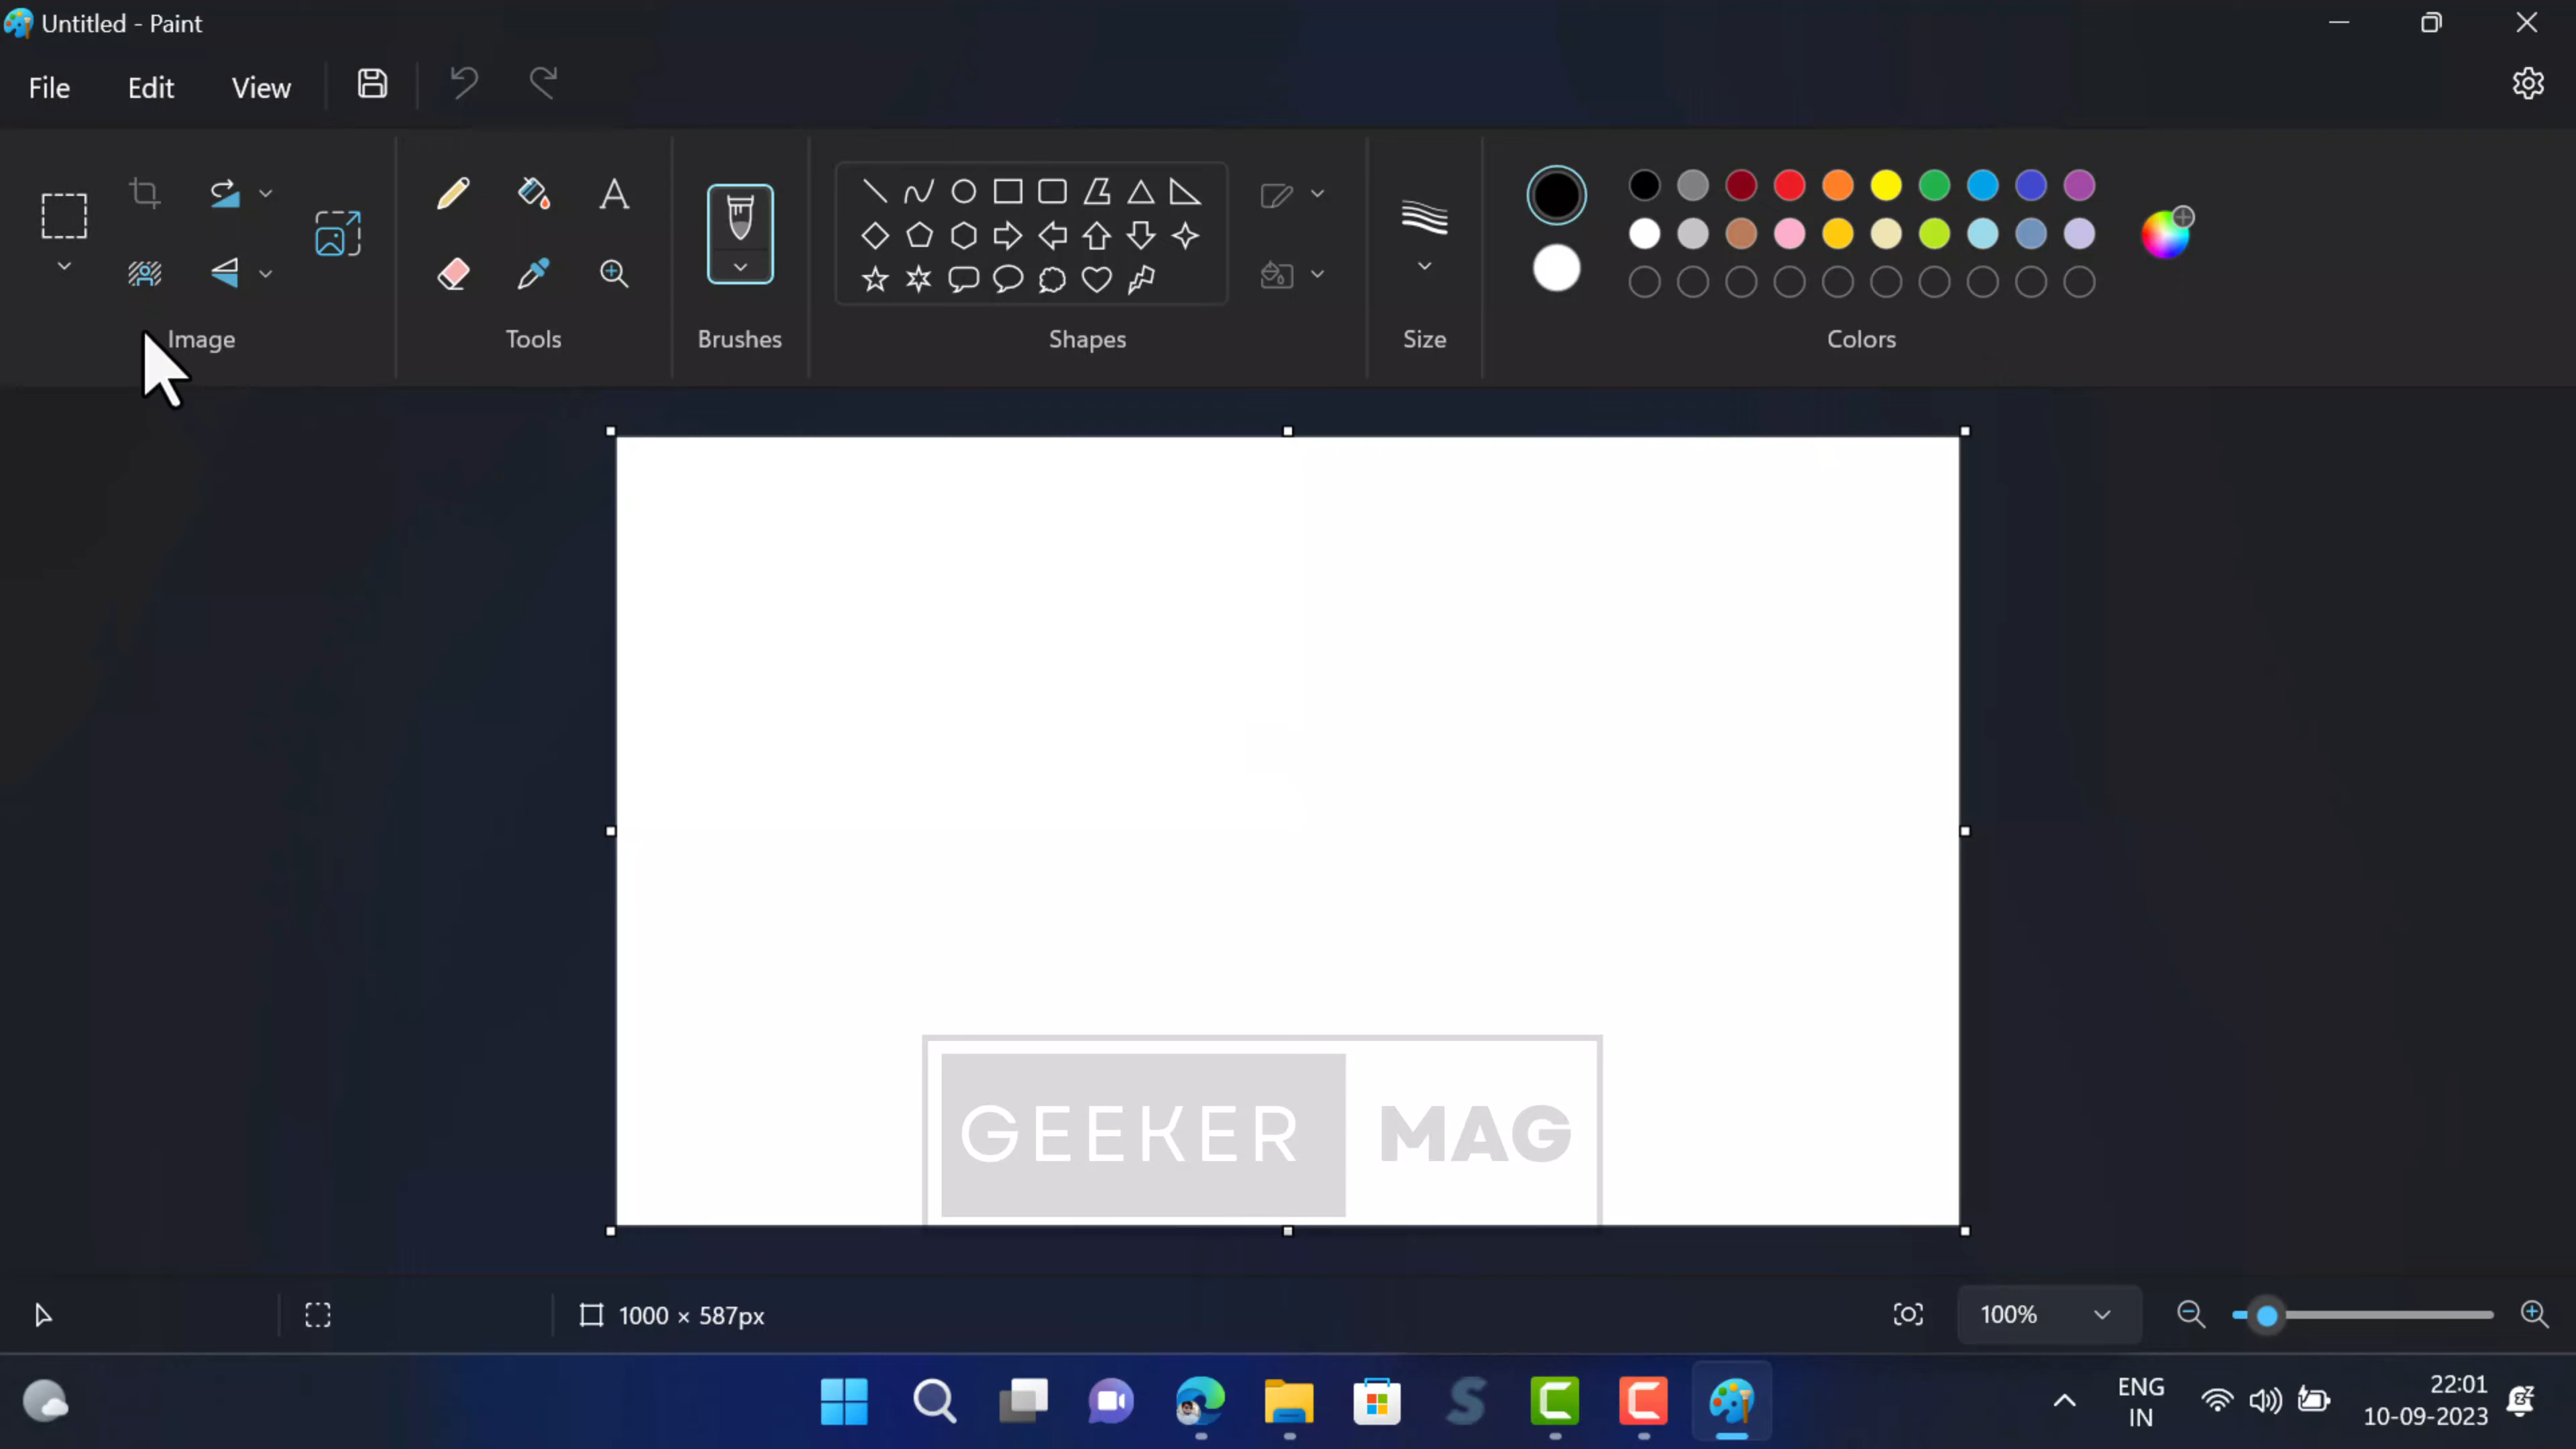 Untitled - Paint
File Edit View
Image Tools Brushes Shapes Size Colors
GEEKER MAG
1000 × 587px 100%
ENG 22:01
IN 10-09-2023